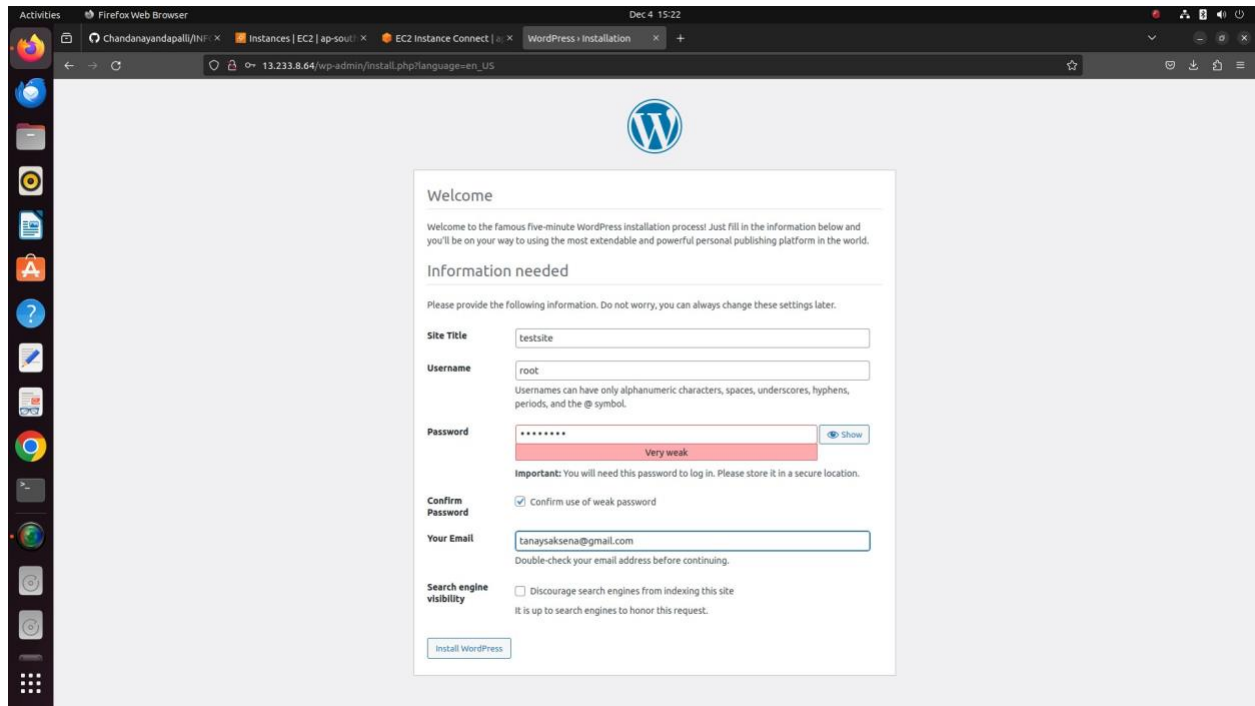 Activities Firefox Web Browser Dec 4 15:22
Chandanayandapalli/INF Instances | EC2 | ap-sout EC2 Instance Connect | a WordPress › Installation
13.233.8.64/wp-admin/install.php?language=en_US
Welcome
Welcome to the famous five-minute WordPress installation process! Just fill in the information below and
you'll be on your way to using the most extendable and powerful personal publishing platform in the world.
Information needed
Please provide the following information. Do not worry, you can always change these settings later.
Site Title testsite
Username root
Usernames can have only alphanumeric characters, spaces, underscores, hyphens,
periods, and the @ symbol.
Password •••••••• Show
Very weak
Important: You will need this password to log in. Please store it in a secure location.
Confirm
Password
Confirm use of weak password
Your Email tanaysaksena@gmail.com
Double-check your email address before continuing.
Search engine
visibility
Discourage search engines from indexing this site
It is up to search engines to honor this request.
Install WordPress